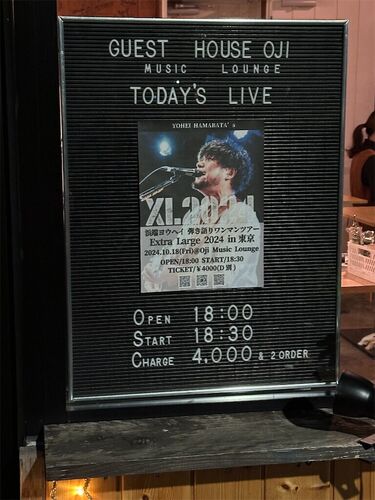 GUEST HOUSE OJI
MUSIC LOUNGE
TODAY'S LIVE
YOHEI HAMABATA's
XL2024
浜端ヨウヘイ 弾き語りワンマンツアー
Extra Large 2024 in 東京
2024.10.18(Fri)@Oji Music Lounge
OPEN/18:00 START/18:30
TICKET/¥4000(D別)
OPEN 18:00
START 18:30
CHARGE 4,000 & 2 ORDER